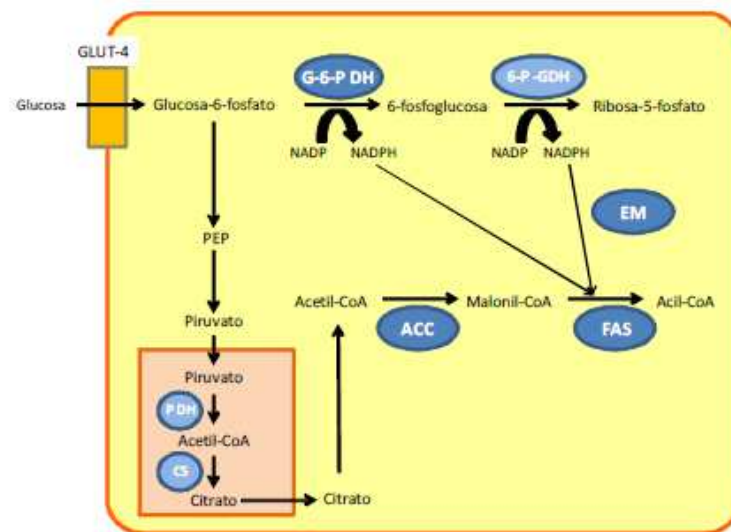 GLUT-4
G-6-P DH
6-P.-GDH
Glucosa
Glucosa-6-fosfato
6-fosfoglucosa
Ribosa-5-fosfato
NADP
NADPH
NADP
NADPH
EM
PEP
Acetil-CoA
Malonil-CoA
Acil-CoA
Piruvato
ACC
FAS
Piruvato
PDH
Acetil-CoA
CS
Citrato
Citrato